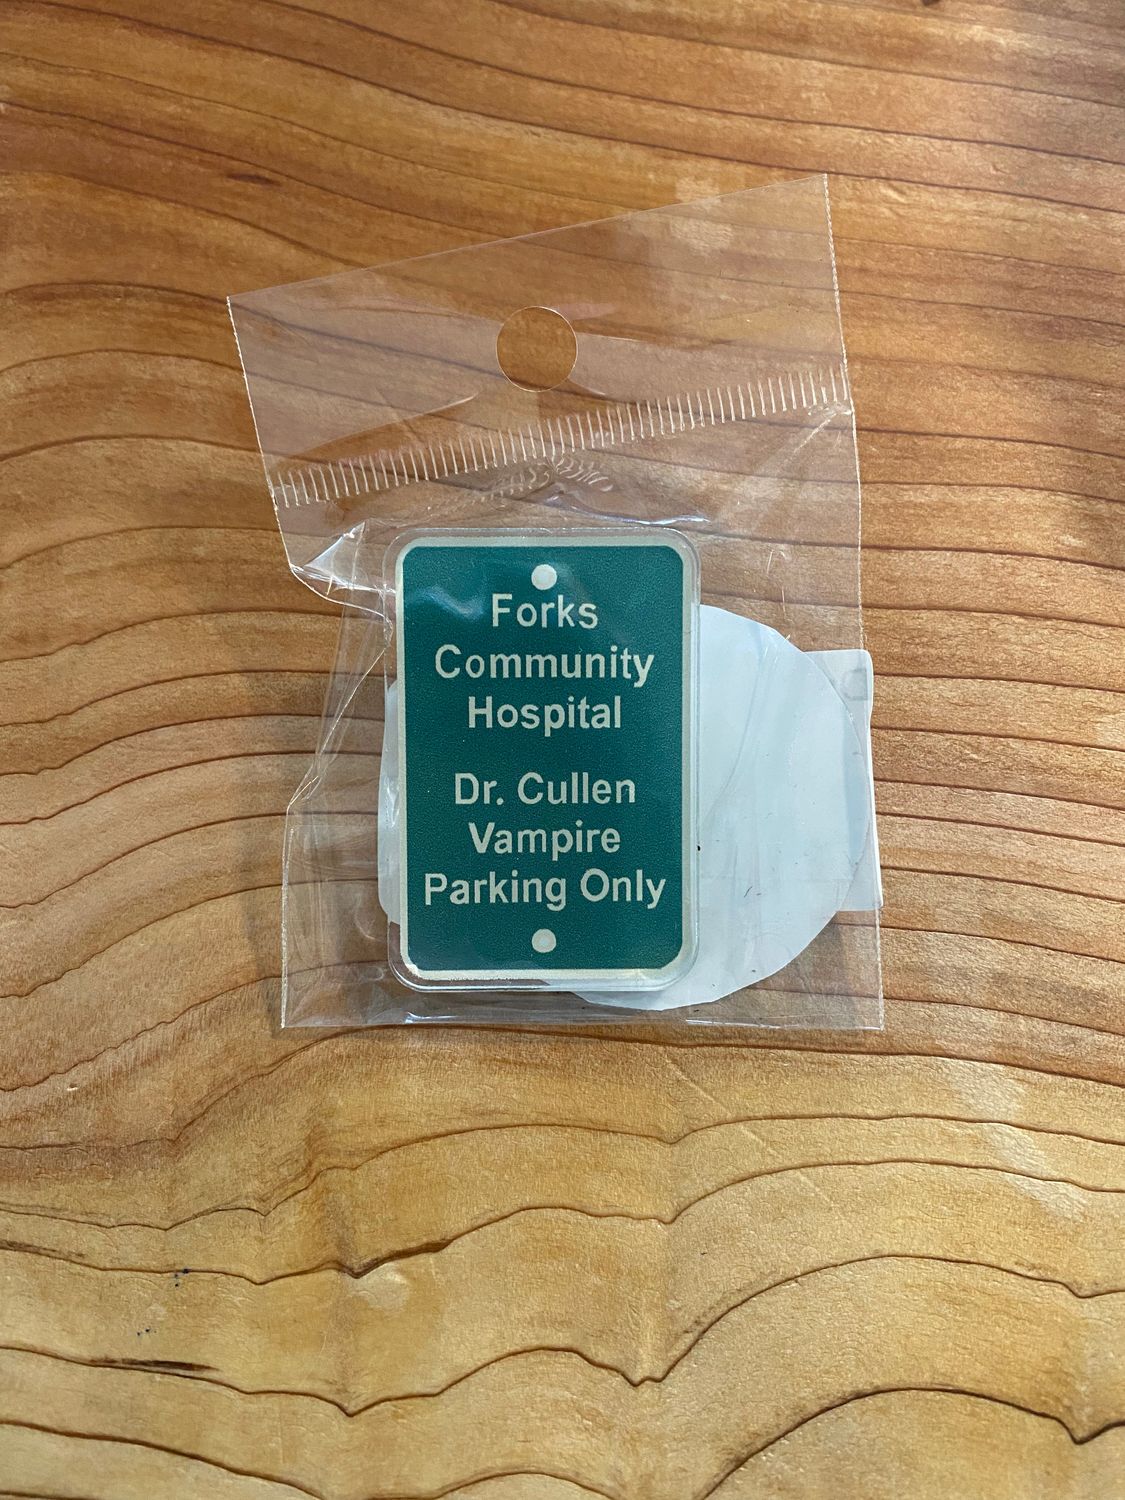 Forks
Community
Hospital
Dr. Cullen
Vampire
Parking Only